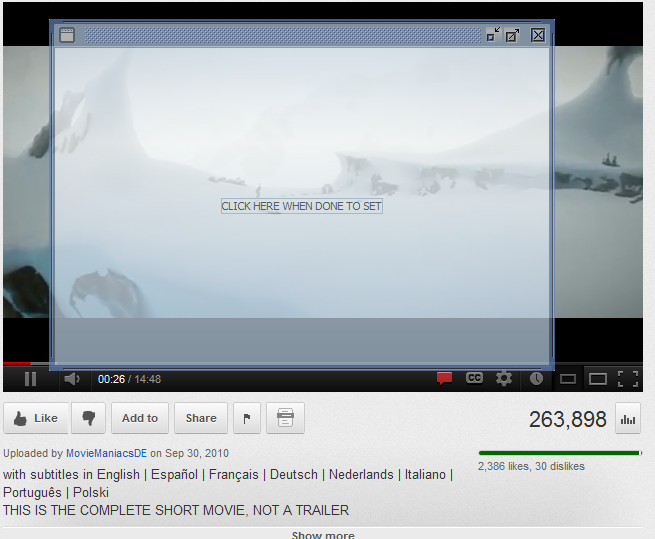 CLICK HERE WHEN DONE TO SET
00:26 / 14:48
CC
Like
Add to
Share
263,898
Uploaded by MovieManiacsDE on Sep 30, 2010
2,386 likes, 30 dislikes
with subtitles in English | Español | Français | Deutsch | Nederlands | Italiano |
Português | Polski
THIS IS THE COMPLETE SHORT MOVIE, NOT A TRAILER
Show more